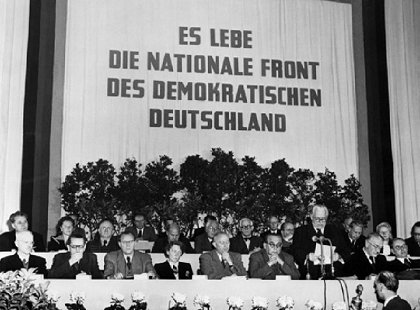 ES LEBE
DIE NATIONALE FRONT
DES DEMOKRATISCHEN
DEUTSCHLAND